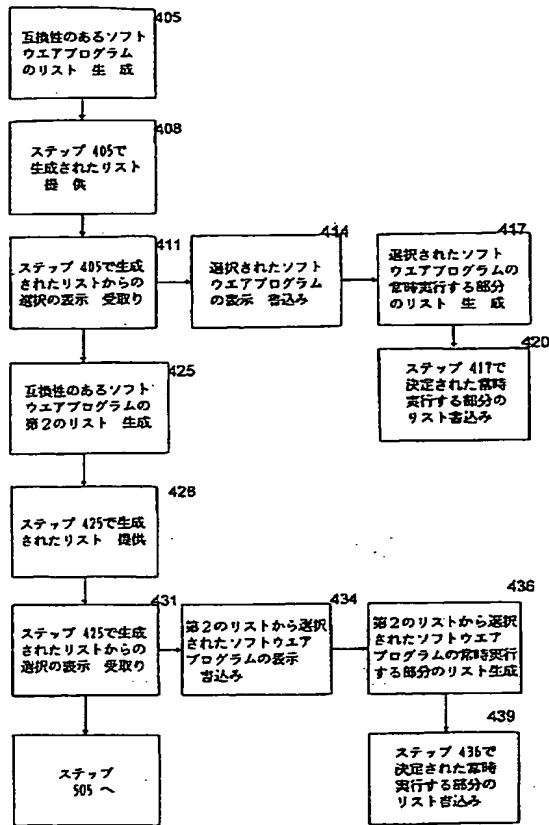 405
互換性のあるソフト
ウエアプログラム
のリスト 生 成
408
ステップ 405で
生成されたリスト
提 供
411
ステップ 405で生成
されたリストからの
選択の表示 受取り
414
選択されたソフト
ウエアプログラム
の表示 書込み
417
選択されたソフト
ウエアプログラムの
常時実行する部分
のリスト 生 成
420
ステップ 417で
決定された常時
実行する部分の
リスト書込み
425
互換性のあるソフト
ウエアプログラムの
第2のリスト 生成
428
ステップ 425で生成
されたリスト 提供
431
ステップ 425で生成
されたリストからの
選択の表示 受取り
434
第2のリストから選択
されたソフトウエア
プログラムの表示
書込み
436
第2のリストから選択
されたソフトウエア
プログラムの常時実行
する部分のリスト生成
439
ステップ 436で
決定された常時
実行する部分の
リスト書込み
ステップ
505 へ